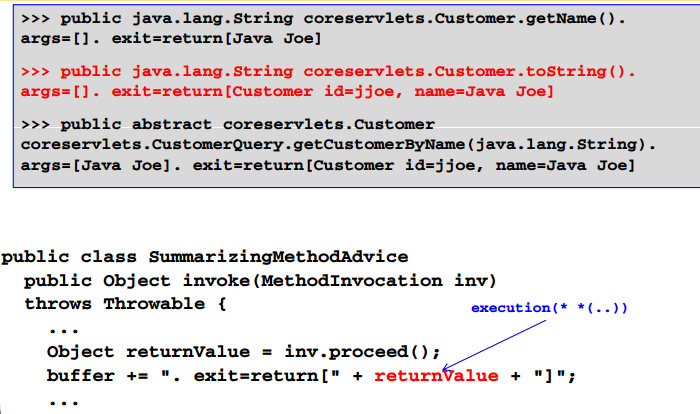 >>> public java.lang.String coreservlets.Customer.getName().
args=[]. exit=return[Java Joe]
>>> public java.lang.String coreservlets.Customer.toString().
args=[]. exit=return[Customer id=jjoe, name=Java Joe]
>>> public abstract coreservlets.Customer
coreservlets.CustomerQuery.getCustomerByName(java.lang.String).
args=[Java Joe]. exit=return[Customer id=jjoe, name=Java Joe]
public class SummarizingMethodAdvice
public Object invoke(MethodInvocation inv)
throws Throwable {
execution(* *(..))
...
Object returnValue = inv.proceed();
buffer += ". exit=return[" + returnValue + "]";
...